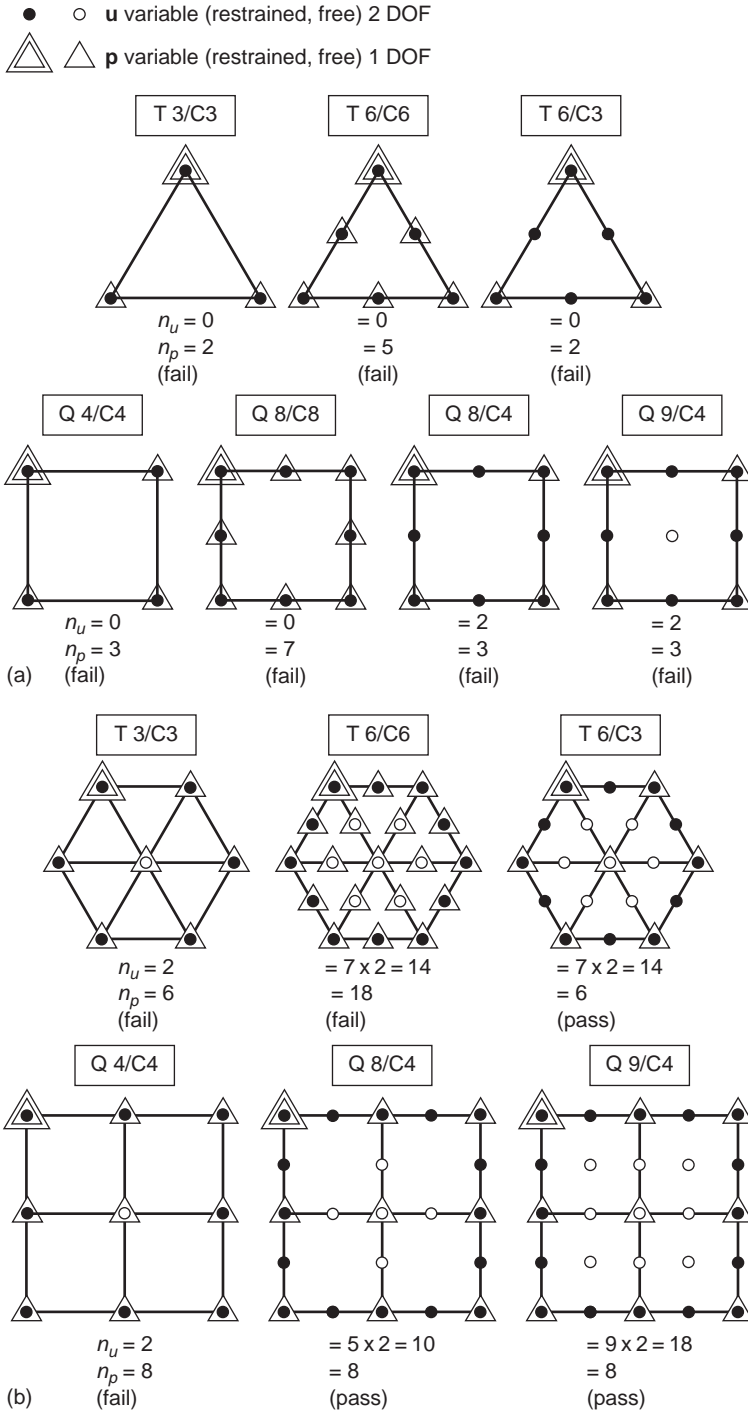 u variable (restrained, free) 2 DOF
p variable (restrained, free) 1 DOF
T 3/C3
T 6/C6
T 6/C3
n_u = 0
= 0
= 0
n_p = 2
= 5
= 2
(fail)
(fail)
(fail)
Q 4/C4
Q 8/C8
Q 8/C4
Q 9/C4
n_u = 0
= 0
= 2
= 2
n_p = 3
= 7
= 3
= 3
(a)
(fail)
(fail)
(fail)
(fail)
T 3/C3
T 6/C6
T 6/C3
n_u = 2
= 7 x 2 = 14
= 7 x 2 = 14
n_p = 6
= 18
= 6
(fail)
(fail)
(pass)
Q 4/C4
Q 8/C4
Q 9/C4
n_u = 2
= 5 x 2 = 10
= 9 x 2 = 18
n_p = 8
= 8
= 8
(b)
(fail)
(pass)
(pass)